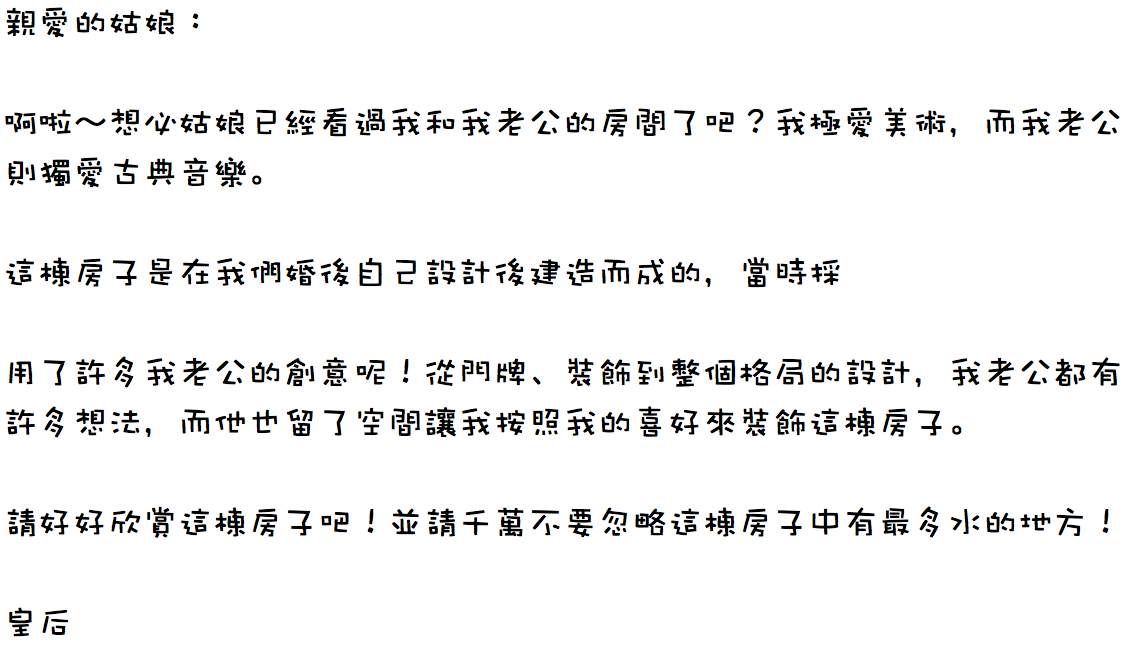 親愛的姑娘：
啊啦～想必姑娘已經看過我和我老公的房間了吧？我極愛美術，而我老公
則獨愛古典音樂。
這棟房子是在我們婚後自己設計後建造而成的，當時採
用了許多我老公的創意呢！從門牌、裝飾到整個格局的設計，我老公都有
許多想法，而他也留了空間讓我按照我的喜好來裝飾這棟房子。
請好好欣賞這棟房子吧！並請千萬不要忽略這棟房子中有最多水的地方！
皇后